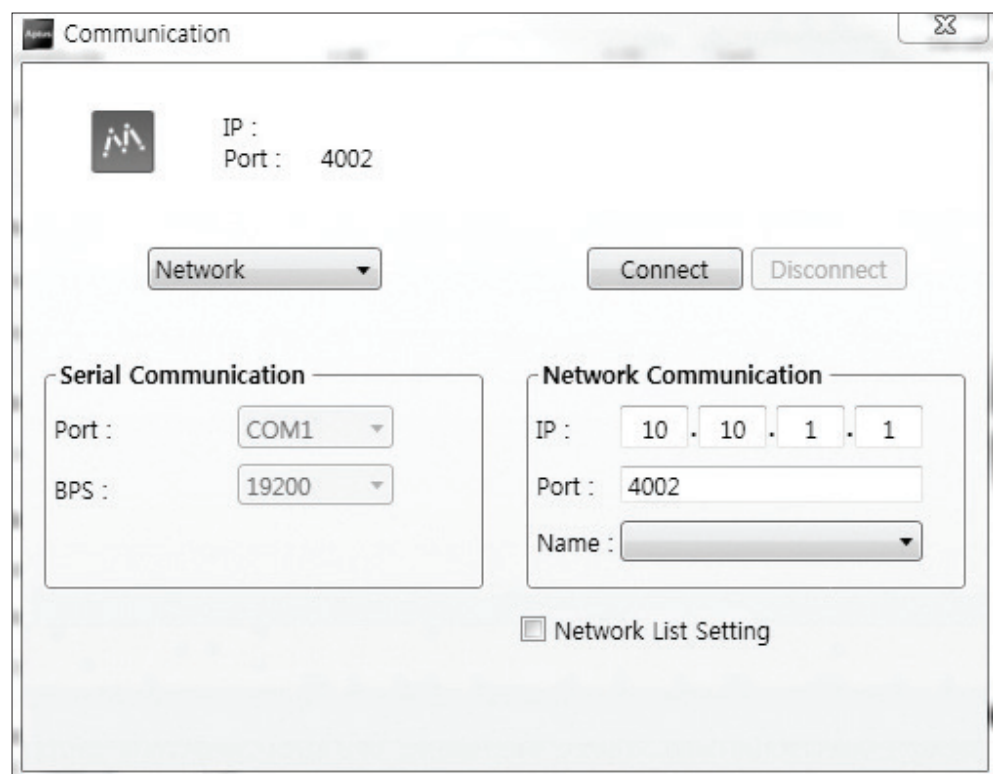 Communication
IP :
Port : 4002
Network
Connect Disconnect
Serial Communication
Port : COM1
BPS : 19200
Network Communication
IP : 10 . 10 . 1 . 1
Port : 4002
Name :
Network List Setting